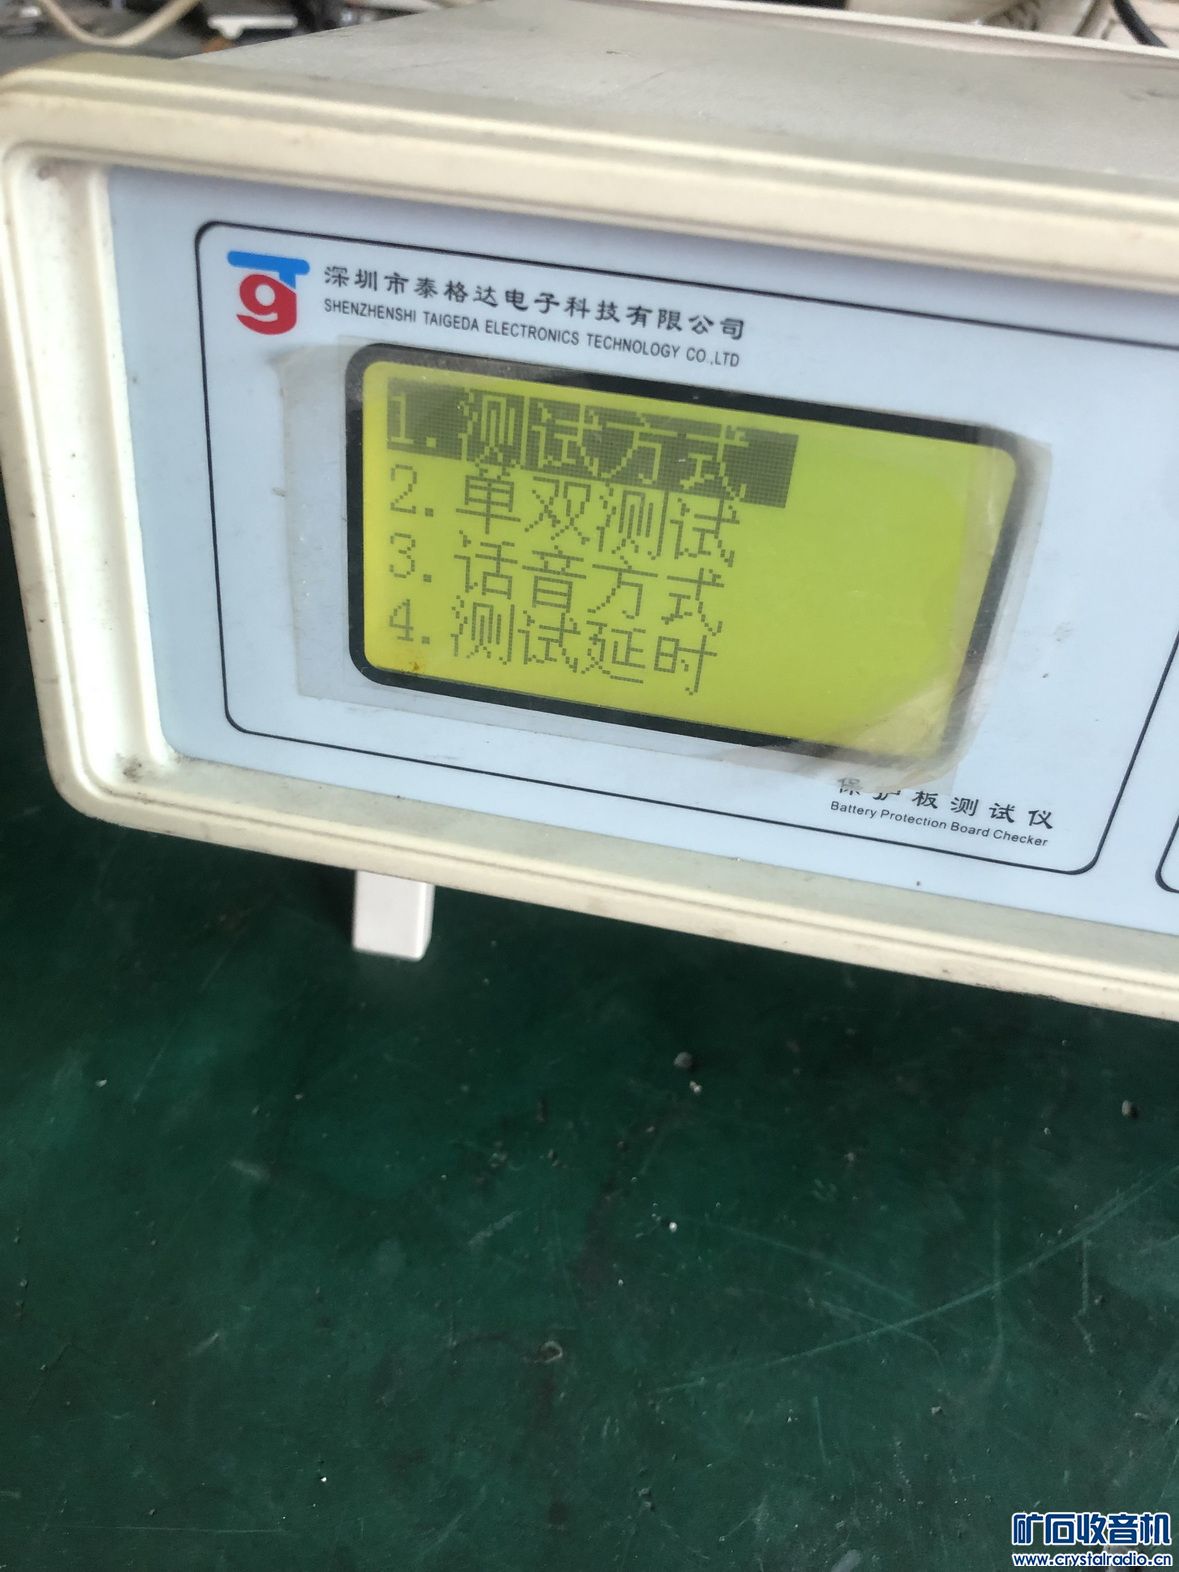 深圳市泰格达电子科技有限公司
SHENZHENSHI TAIGEDA ELECTRONICS TECHNOLOGY CO.,LTD
1.测试方式
2.单双测试
3.话音方式
4.测试延时
保护板测试仪
Battery Protection Board Checker
矿石收音机
www.crystalradio.cn